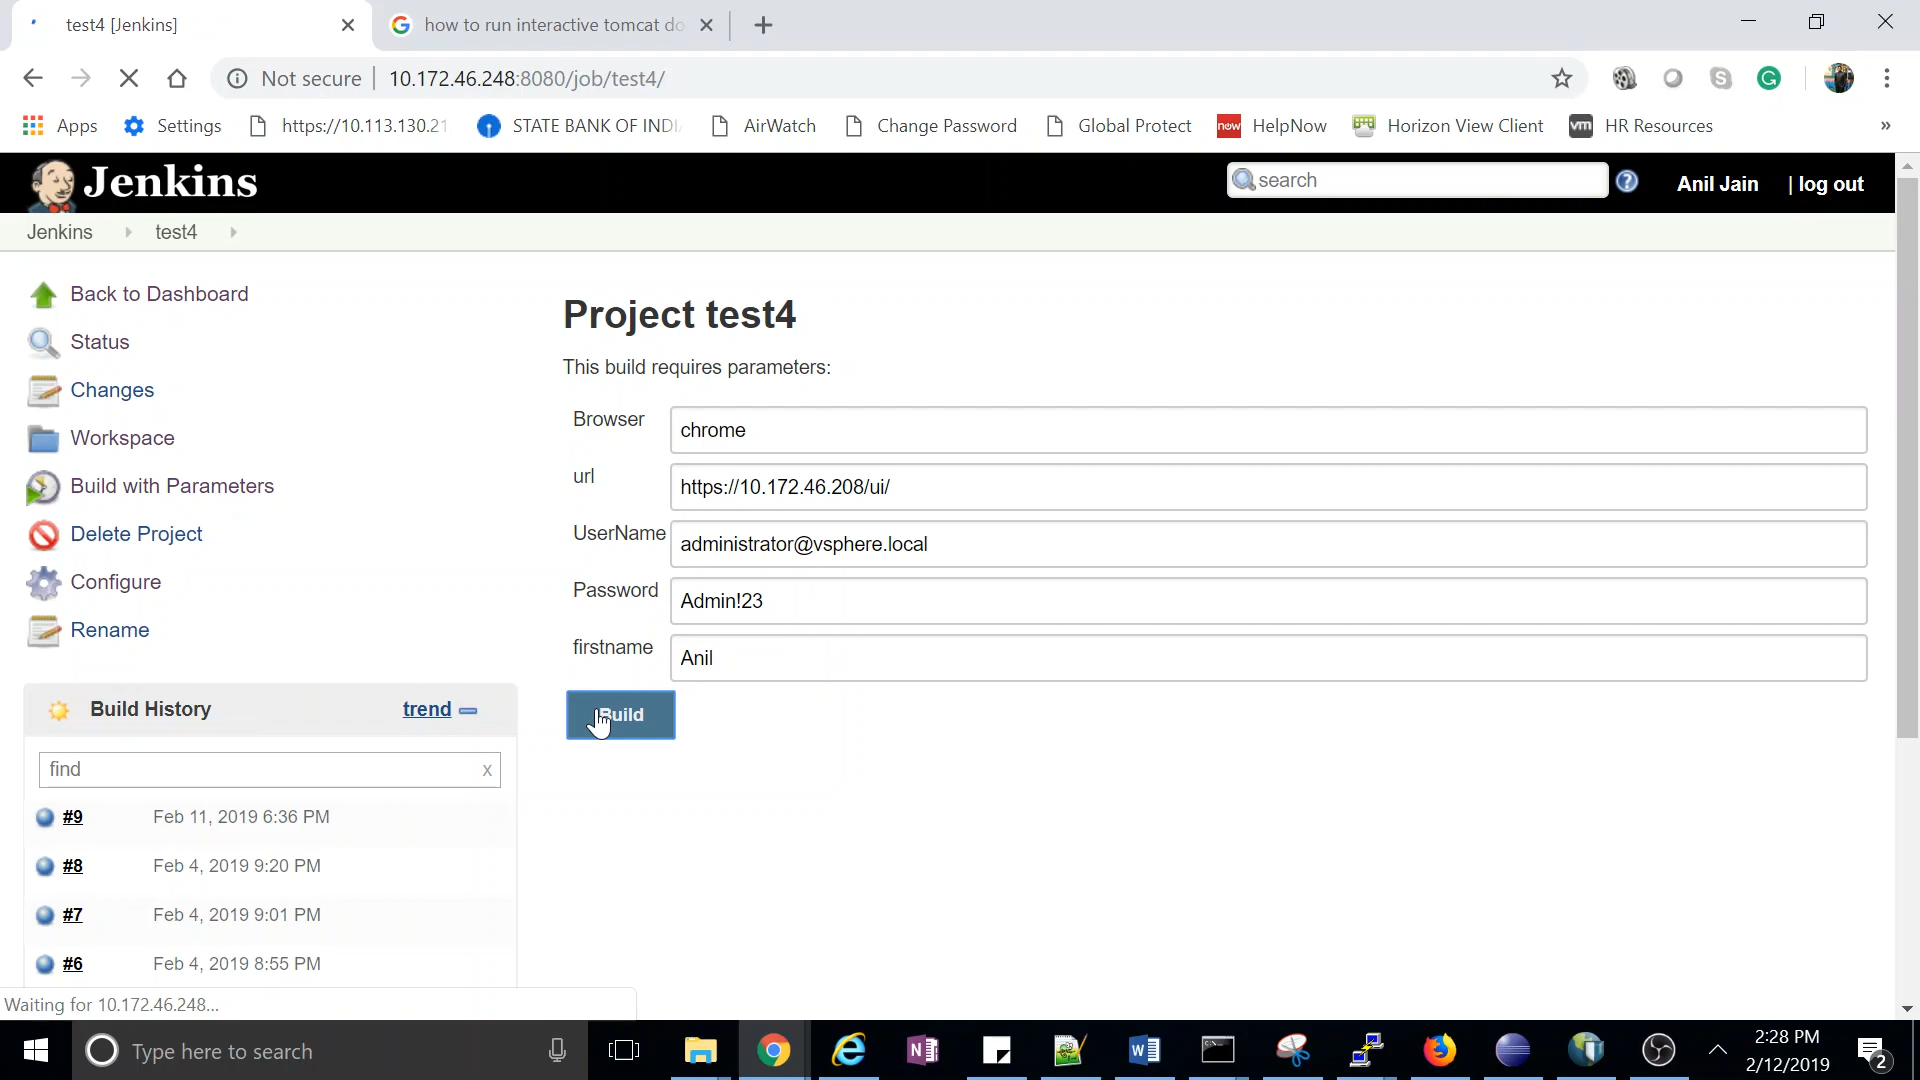 test4 [Jenkins]
how to run interactive tomcat do
Not secure
10.172.46.248:8080/job/test4/
Apps
Settings
https://10.113.130.21
STATE BANK OF INDI
AirWatch
Change Password
Global Protect
now
HelpNow
Horizon View Client
vm
HR Resources
»
Jenkins
search
Anil Jain
| log out
Jenkins
test4
Back to Dashboard
Status
Changes
Workspace
Build with Parameters
Delete Project
Configure
Rename
Project test4
This build requires parameters:
Browser
chrome
url
https://10.172.46.208/ui/
UserName
administrator@vsphere.local
Password
Admin!23
firstname
Anil
Build
Build History
trend
find
x
#9
Feb 11, 2019 6:36 PM
#8
Feb 4, 2019 9:20 PM
#7
Feb 4, 2019 9:01 PM
#6
Feb 4, 2019 8:55 PM
Waiting for 10.172.46.248...
Type here to search
2:28 PM
2/12/2019
2